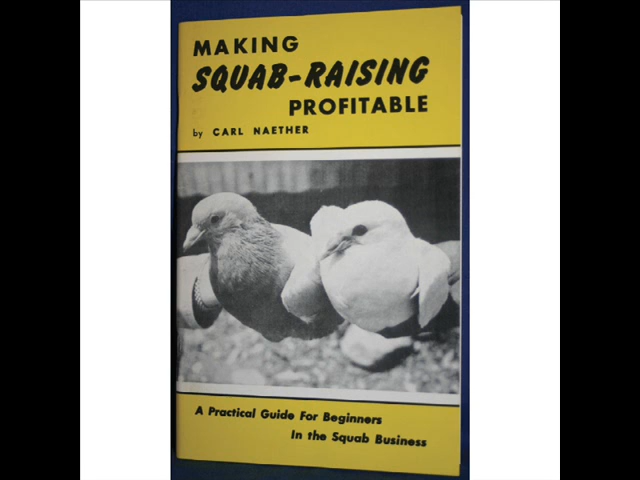 MAKING
SQUAB-RAISING
PROFITABLE
by CARL NAETHER
A Practical Guide For Beginners
In the Squab Business